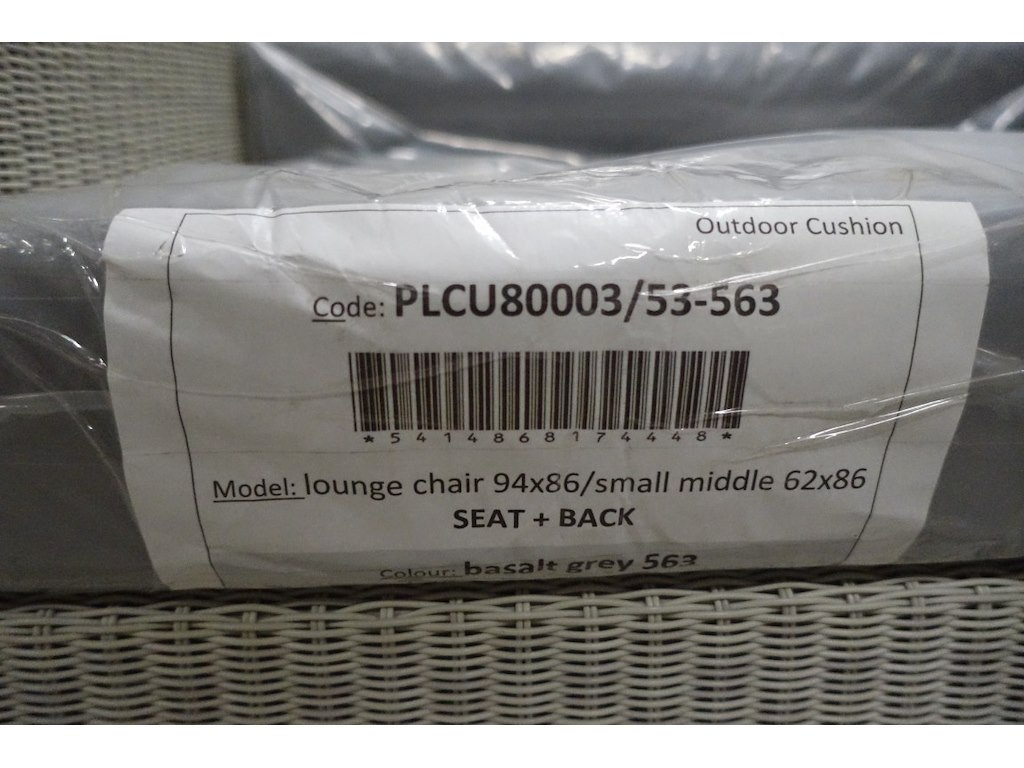 Outdoor Cushion
Code: PLCU80003/53-563
*5414868174448*
Model: lounge chair 94x86/small middle 62x86
SEAT + BACK
Colour: basalt grey 563